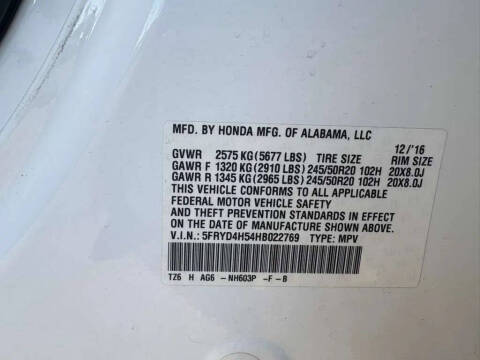 MFD. BY HONDA MFG. OF ALABAMA, LLC
12/'16
GVWR 2575 KG(5677 LBS) TIRE SIZE RIM SIZE
GAWR F 1320 KG(2910 LBS)245/50R20 102H 20X8.0J
GAWR R 1345 KG(2965 LBS)245/50R20 102H 20X8.0J
THIS VEHICLE CONFORMS TO ALL APPLICABLE
FEDERAL MOTOR VEHICLE SAFETY
AND THEFT PREVENTION STANDARDS IN EFFECT
ON THE DATE OF MANUFACTURE SHOWN ABOVE.
V.I.N.: 5FRYD4H54HB022769 TYPE: MPV
TZ6 H AG6 -NH603P -F -B